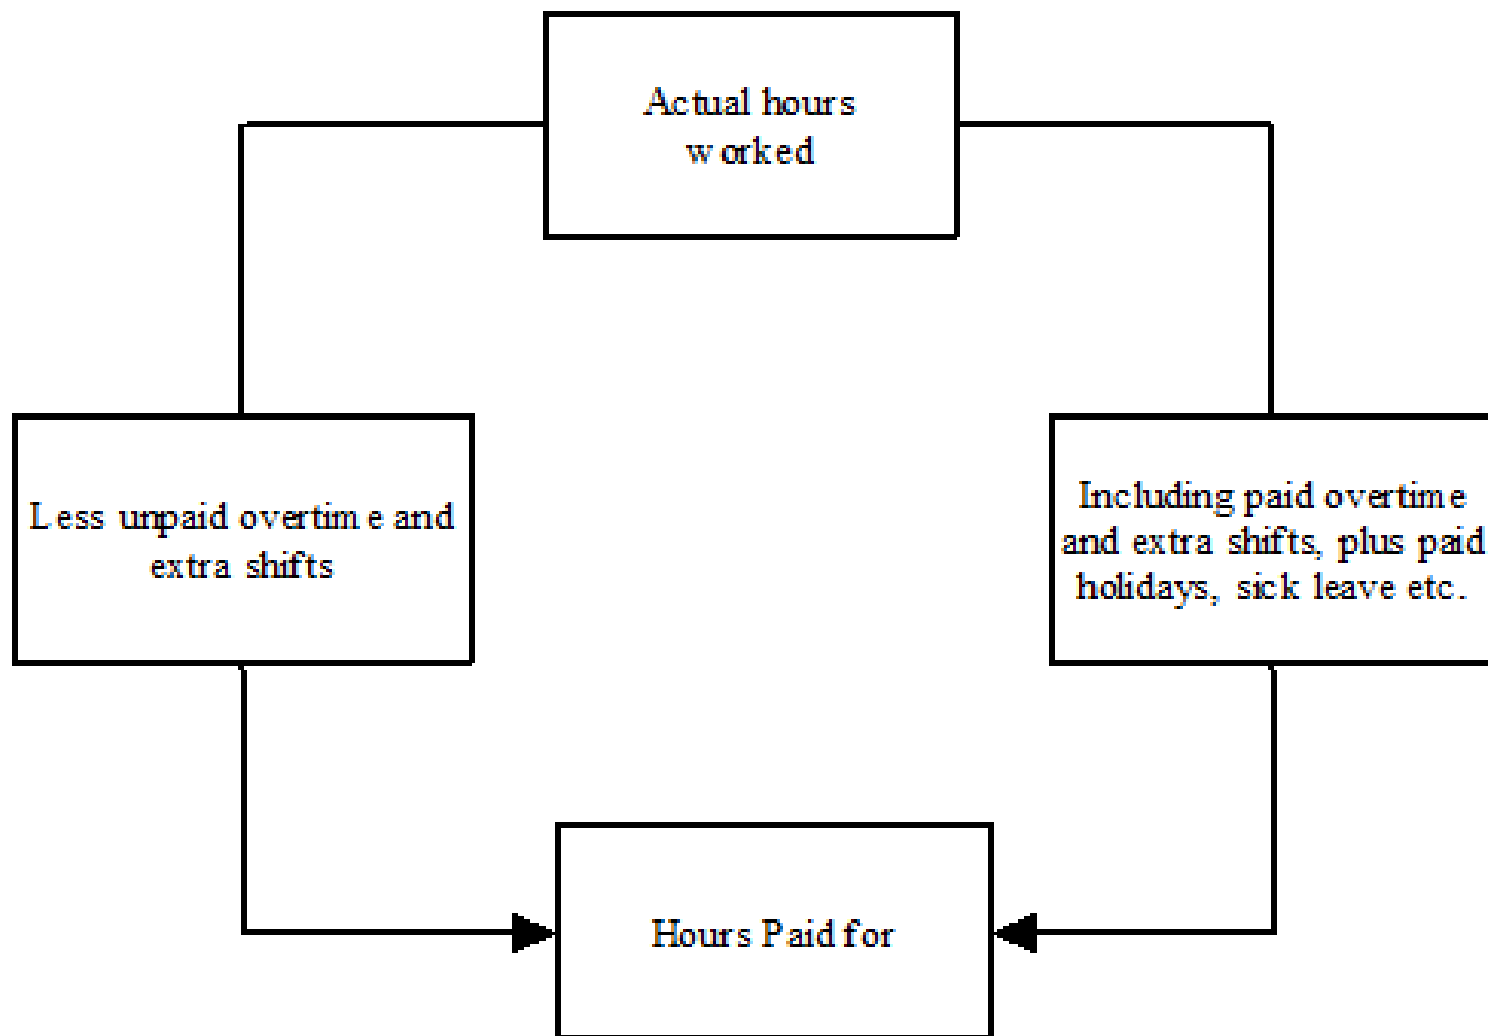 Actual hours
worked
Less unpaid overtime and
extra shifts
Including paid overtime
and extra shifts, plus paid
holidays, sick leave etc.
Hours Paid for